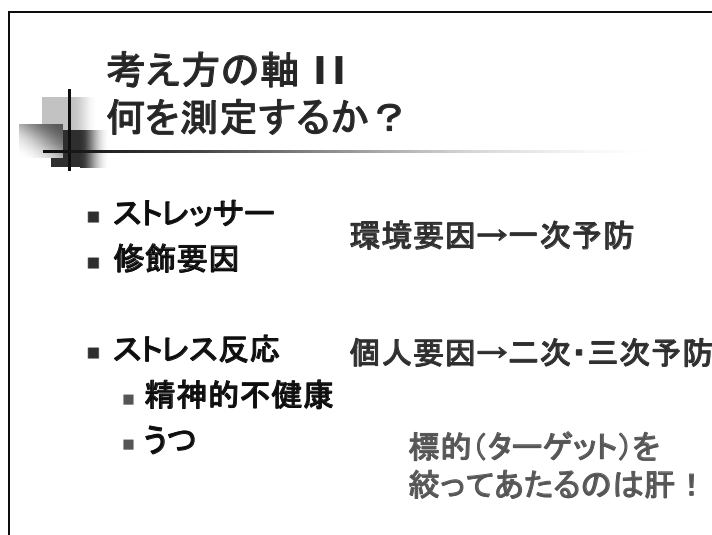 考え方の軸 II
何を測定するか？
ストレッサー
修飾要因
環境要因→一次予防
ストレス反応
個人要因→二次・三次予防
精神的不健康
うつ
標的（ターゲット）を
絞ってあたるのは肝！